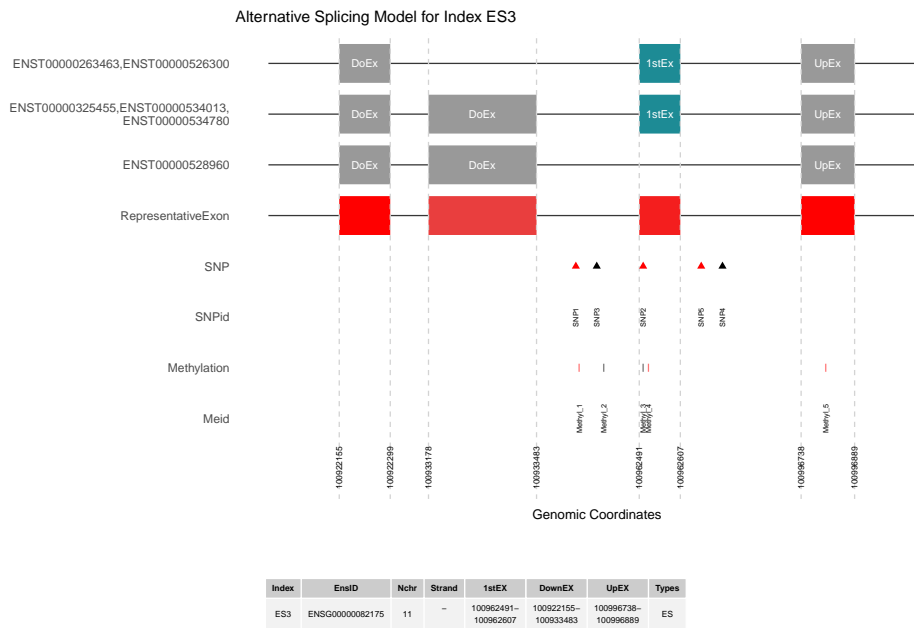 Alternative Splicing Model for Index ES3
ENST00000263463,ENST00000526300
DoEx 1stEx UpEx
ENST00000325455,ENST00000534013,
ENST00000534780
DoEx DoEx 1stEx UpEx
ENST00000528960
DoEx DoEx UpEx
RepresentativeExon
SNP
SNPid
SNP1 SNP3 SNP2 SNP5 SNP4
Methylation
Meid
Methyl_1 Methyl_2 Methyl_3 Methyl_4 Methyl_5
100922155 100922299 100933178 100933483 100962491 100962607 100996738 100996889
Genomic Coordinates
Index EnsID Nchr Strand 1stEX DownEX UpEX Types
ES3 ENSG00000082175 11 − 100962491− 100922155− 100996738− ES
100962607 100933483 100996889